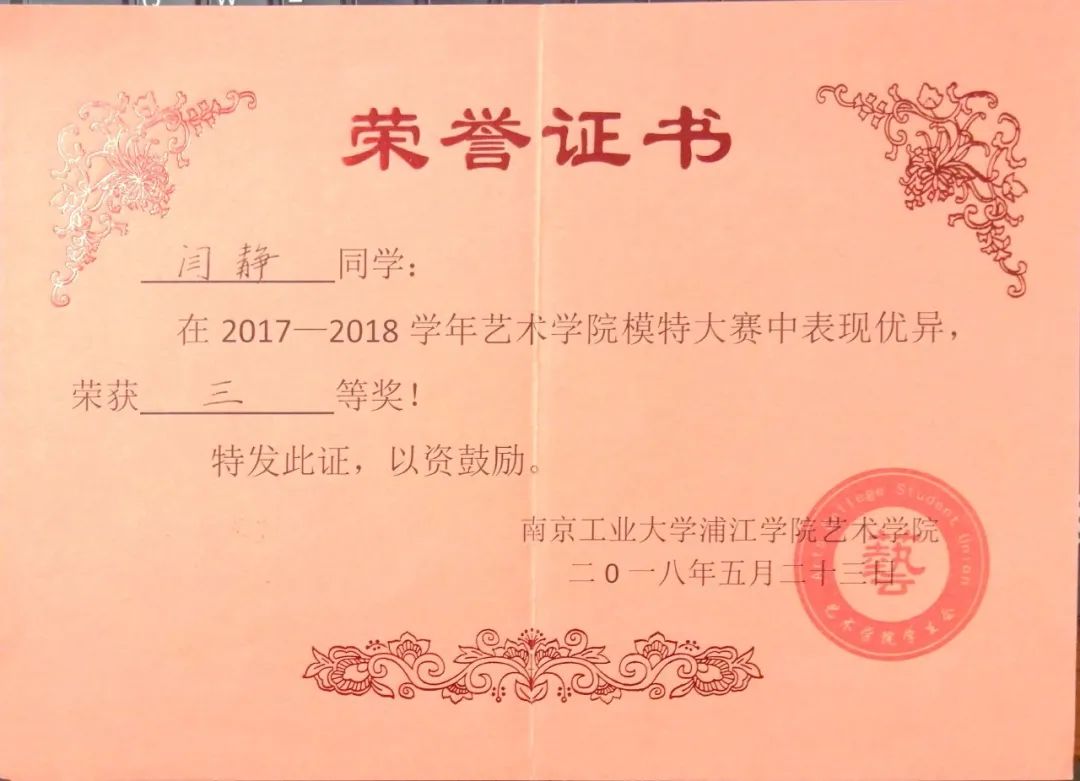 荣誉证书
闫静同学：
在2017—2018学年艺术学院模特大赛中表现优异，
荣获三等奖！
特发此证，以资鼓励。
南京工业大学浦江学院艺术学院
二0一八年五月二十三日
Art College Student Union
藝
艺术学院学生会